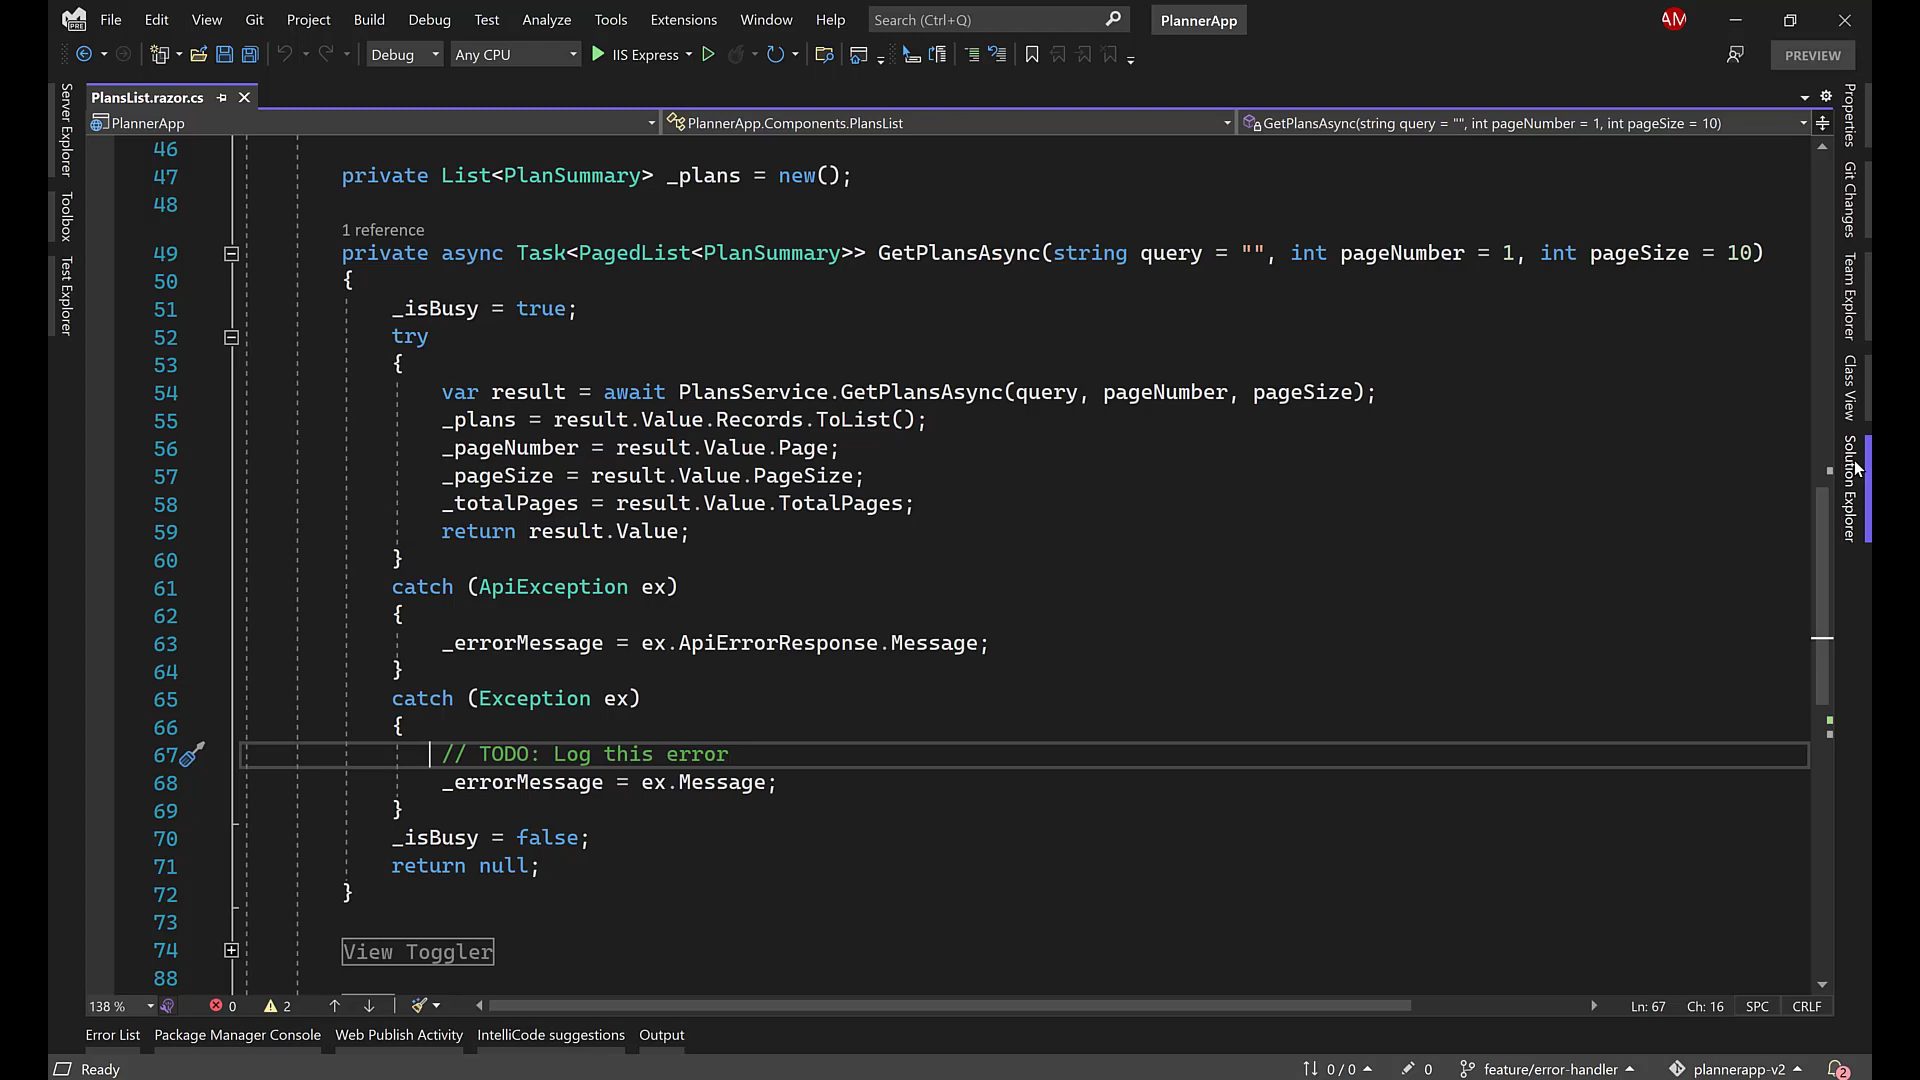 File Edit View Git Project Build Debug Test Analyze Tools Extensions Window Help Search (Ctrl+Q) PlannerApp AM
Debug Any CPU IIS Express PREVIEW
PlansList.razor.cs
PlannerApp PlannerApp.Components.PlansList GetPlansAsync(string query = "", int pageNumber = 1, int pageSize = 10)
Server Explorer
Toolbox
Test Explorer
46
47 private List<PlanSummary> _plans = new();
48
1 reference
49 private async Task<PagedList<PlanSummary>> GetPlansAsync(string query = "", int pageNumber = 1, int pageSize = 10)
50 {
51 _isBusy = true;
52 try
53 {
54 var result = await PlansService.GetPlansAsync(query, pageNumber, pageSize);
55 _plans = result.Value.Records.ToList();
56 _pageNumber = result.Value.Page;
57 _pageSize = result.Value.PageSize;
58 _totalPages = result.Value.TotalPages;
59 return result.Value;
60 }
61 catch (ApiException ex)
62 {
63 _errorMessage = ex.ApiErrorResponse.Message;
64 }
65 catch (Exception ex)
66 {
67 // TODO: Log this error
68 _errorMessage = ex.Message;
69 }
70 _isBusy = false;
71 return null;
72 }
73
74 View Toggler
88
Properties
Git Changes
Team Explorer
Class View
Solution Explorer
138 % 0 2 Ln: 67 Ch: 16 SPC CRLF
Error List Package Manager Console Web Publish Activity IntelliCode suggestions Output
Ready 0 / 0 0 feature/error-handler plannerapp-v2 2